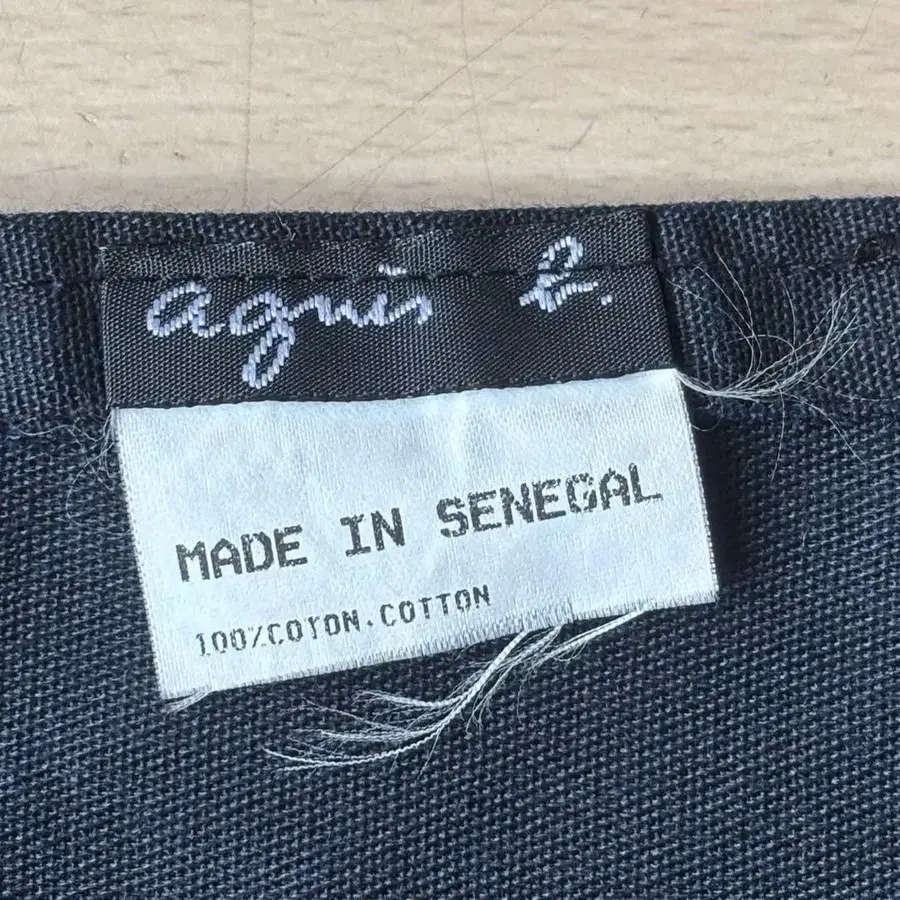 agnès b.
MADE IN SENEGAL
100%COTON.COTTON